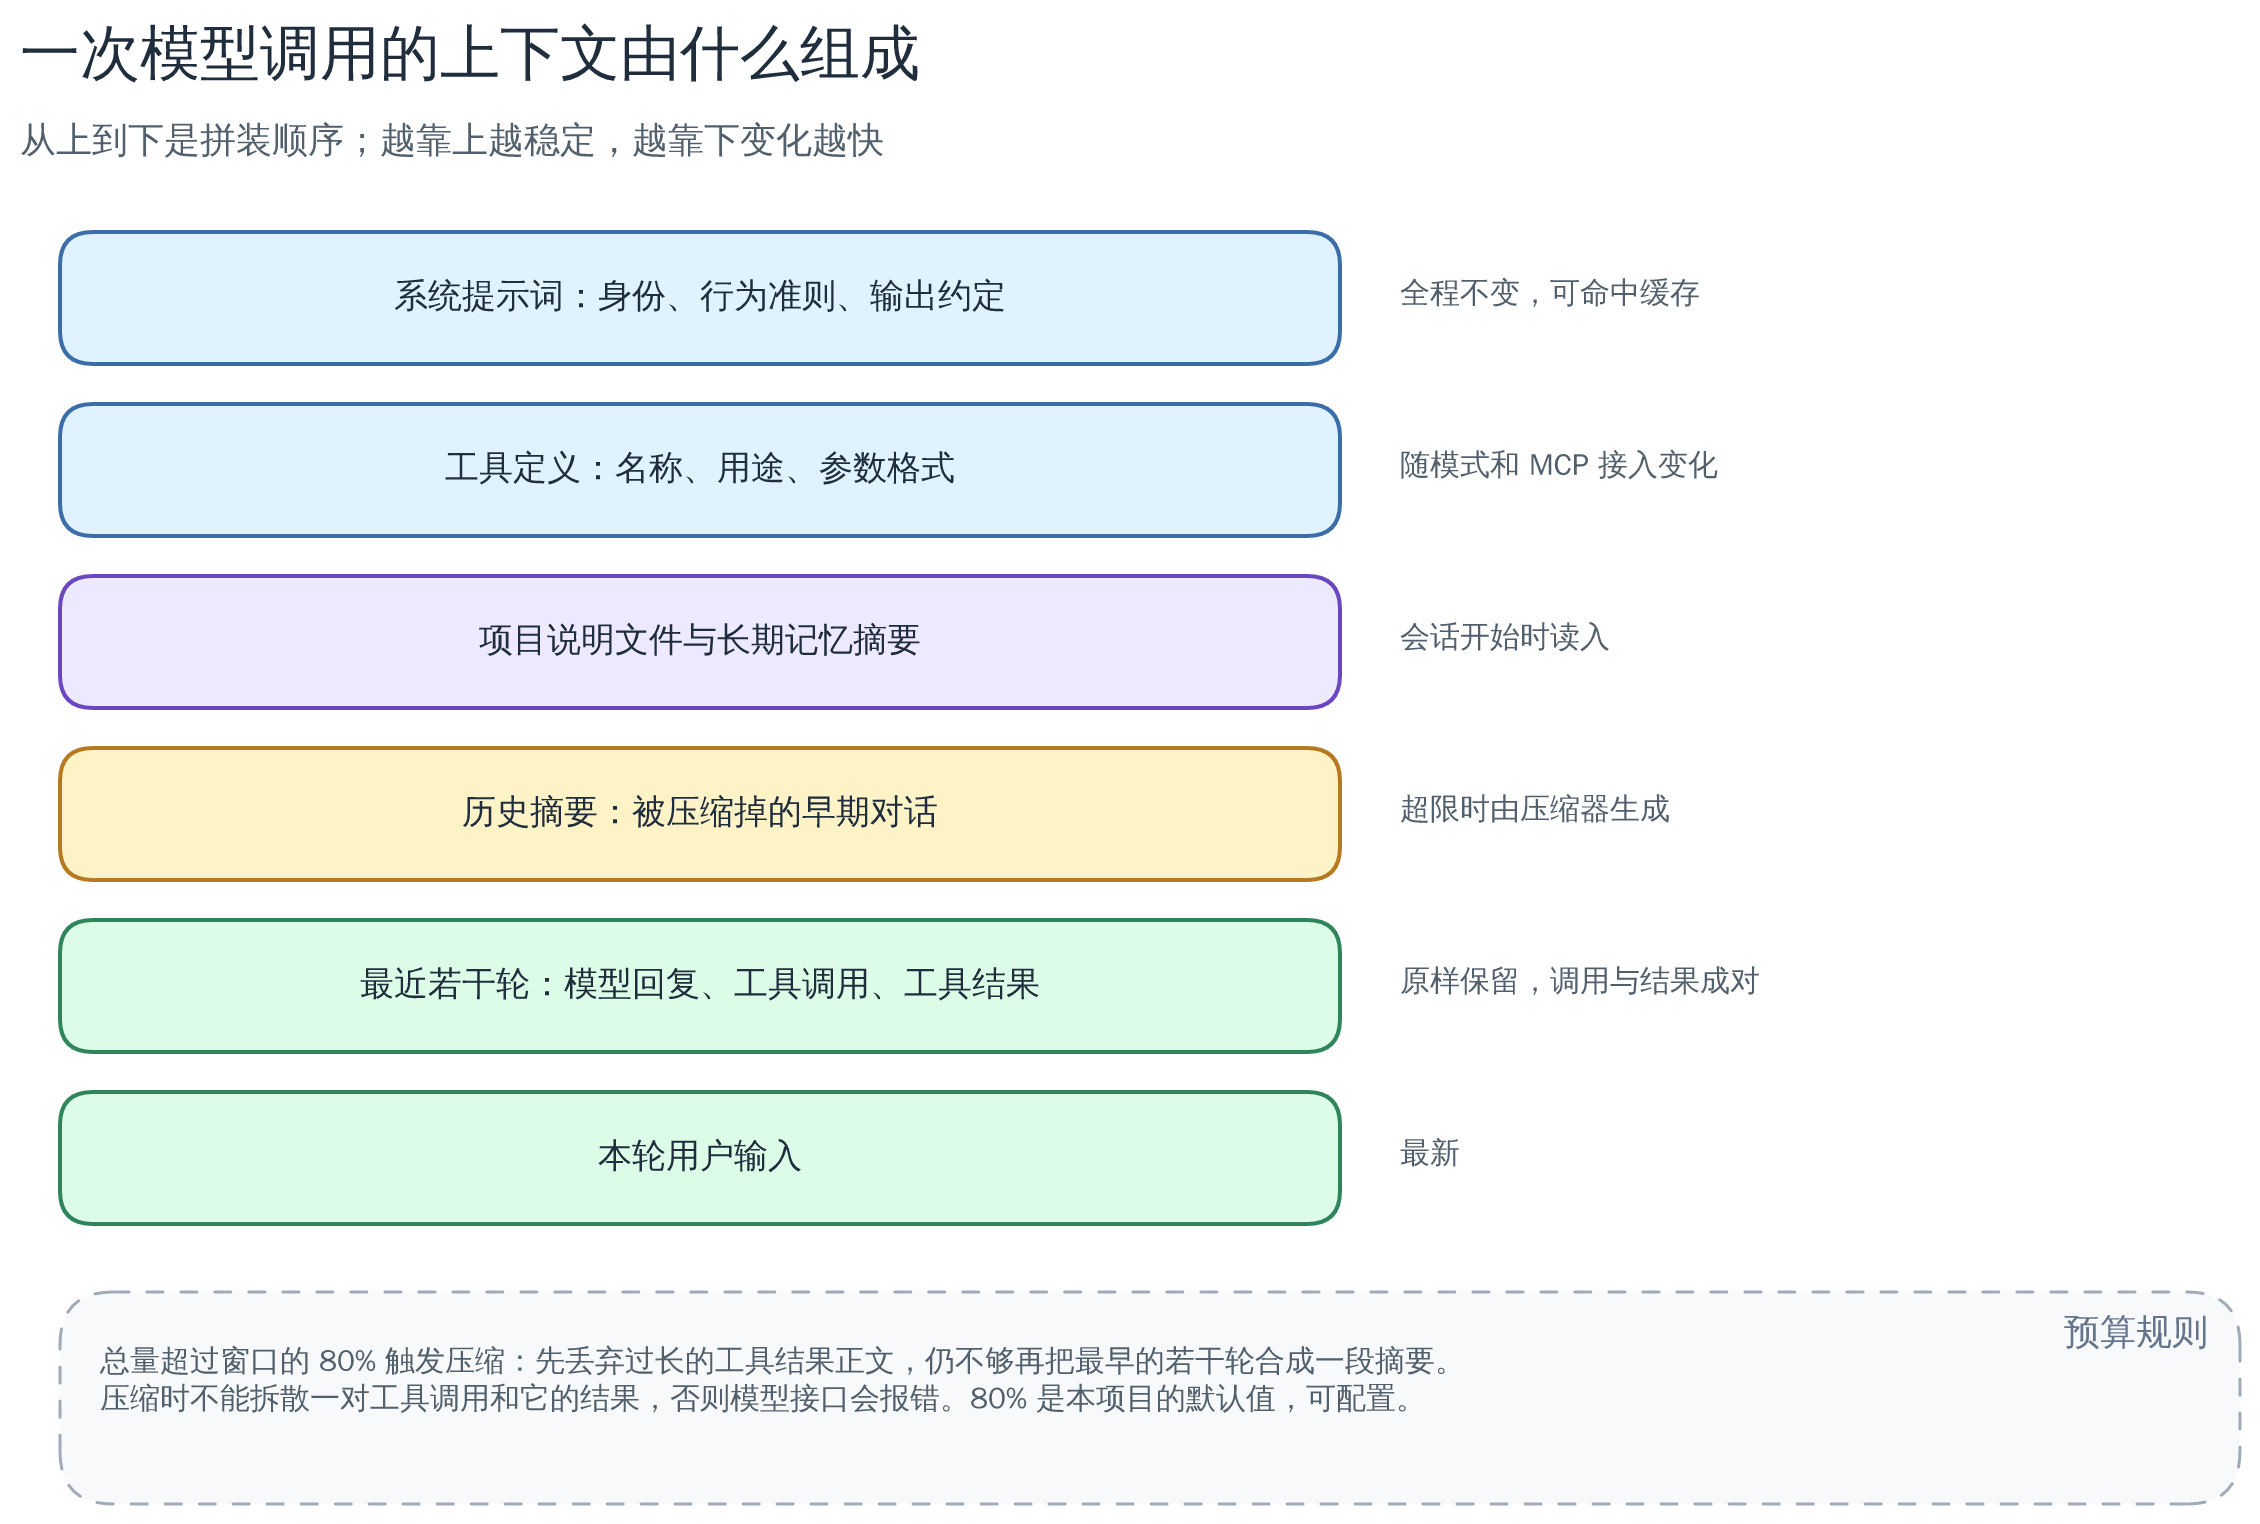 一次模型调用的上下文由什么组成
从上到下是拼装顺序；越靠上越稳定，越靠下变化越快
系统提示词：身份、行为准则、输出约定
全程不变，可命中缓存
工具定义：名称、用途、参数格式
随模式和 MCP 接入变化
项目说明文件与长期记忆摘要
会话开始时读入
历史摘要：被压缩掉的早期对话
超限时由压缩器生成
最近若干轮：模型回复、工具调用、工具结果
原样保留，调用与结果成对
本轮用户输入
最新
预算规则
总量超过窗口的 80% 触发压缩：先丢弃过长的工具结果正文，仍不够再把最早的若干轮合成一段摘要。
压缩时不能拆散一对工具调用和它的结果，否则模型接口会报错。80% 是本项目的默认值，可配置。